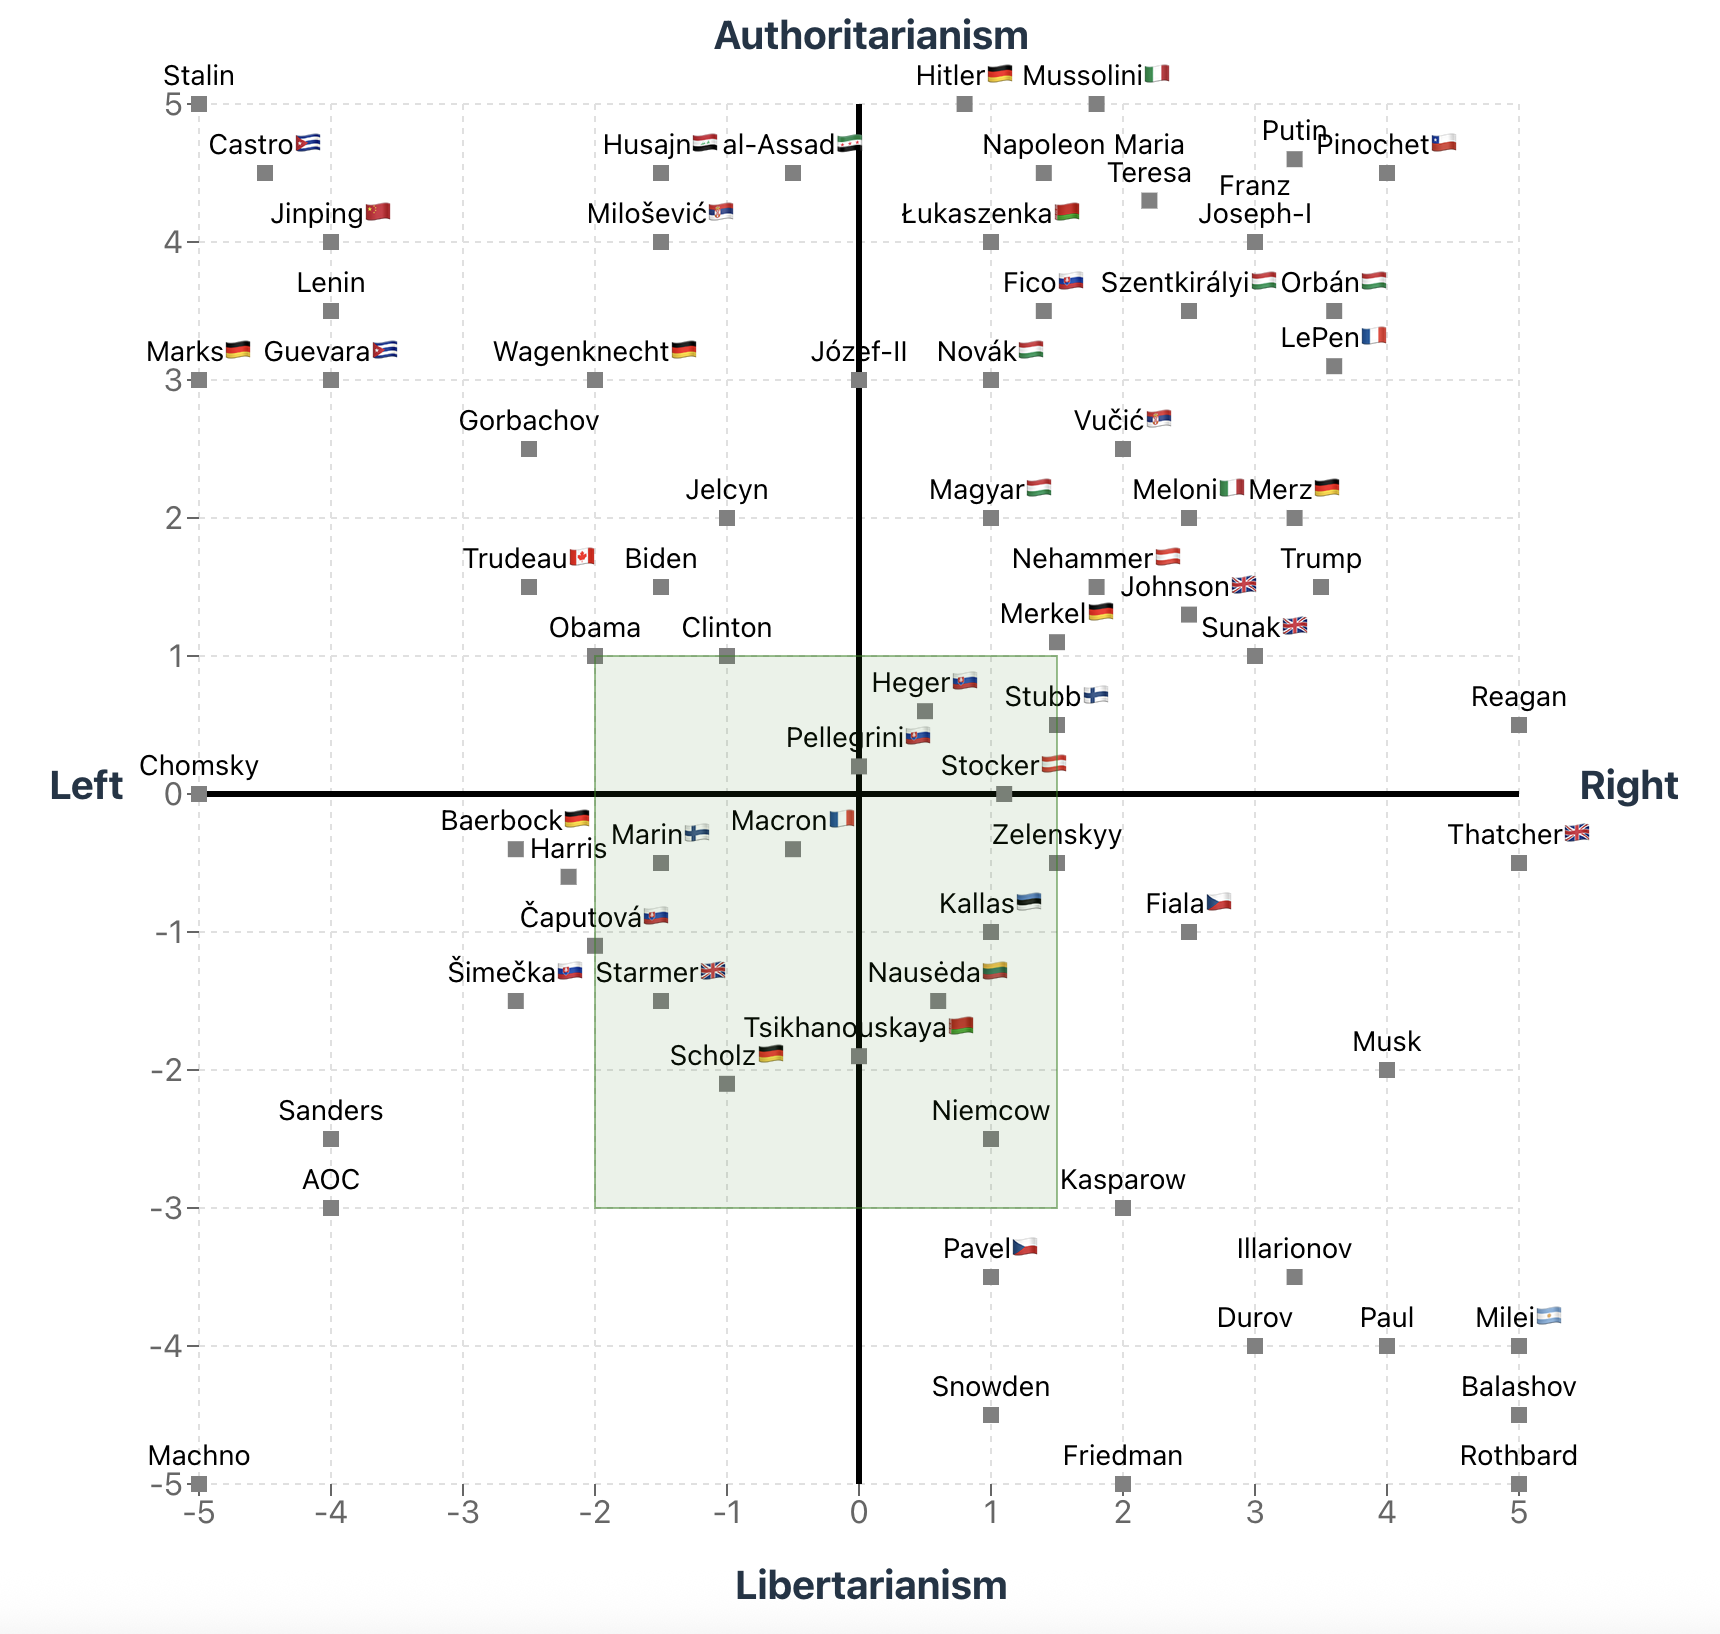 Authoritarianism
Stalin
Hitler🇩🇪
Mussolini🇮🇹
5
Castro🇨🇺
Husajn🇮🇶
al-Assad🇸🇾
Napoleon
Maria
Teresa
Putin
Pinochet🇨🇱
Jinping🇨🇳
Milošević🇷🇸
Łukaszenka🇧🇾
Franz
Joseph-I
4
Lenin
Fico🇸🇰
Szentkirályi🇭🇺
Orbán🇭🇺
LePen🇫🇷
Marks🇩🇪
Guevara🇨🇺
Wagenknecht🇩🇪
Józef-II
Novák🇭🇺
3
Gorbachov
Vučić🇷🇸
Jelcyn
Magyar🇭🇺
Meloni🇮🇹
Merz🇩🇪
2
Trudeau🇨🇦
Biden
Nehammer🇦🇹
Trump
Johnson🇬🇧
Merkel🇩🇪
Obama
Clinton
Sunak🇬🇧
1
Heger🇸🇰
Stubb🇫🇮
Reagan
Pellegrini🇸🇰
Chomsky
Stocker🇦🇹
Left
0
Right
Baerbock🇩🇪
Harris
Marin🇫🇮
Macron🇫🇷
Zelenskyy
Thatcher🇬🇧
Kallas🇪🇪
Fiala🇨🇿
Čaputová🇸🇰
-1
Šimečka🇸🇰
Starmer🇬🇧
Nausėda🇱🇹
Tsikhanouskaya🇧🇾
Scholz🇩🇪
Musk
-2
Sanders
Niemcow
AOC
Kasparow
-3
Pavel🇨🇿
Illarionov
Durov
Paul
Milei🇦🇷
-4
Snowden
Balashov
Machno
Friedman
Rothbard
-5
-5 -4 -3 -2 -1 0 1 2 3 4 5
Libertarianism